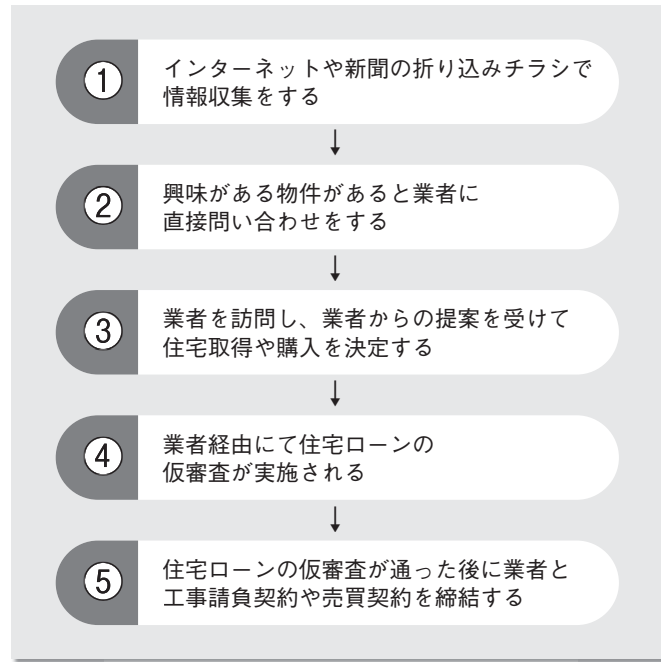 ①
インターネットや新聞の折り込みチラシで
情報収集をする
↓
②
興味がある物件があると業者に
直接問い合わせをする
↓
③
業者を訪問し、業者からの提案を受けて
住宅取得や購入を決定する
↓
④
業者経由にて住宅ローンの
仮審査が実施される
↓
⑤
住宅ローンの仮審査が通った後に業者と
工事請負契約や売買契約を締結する